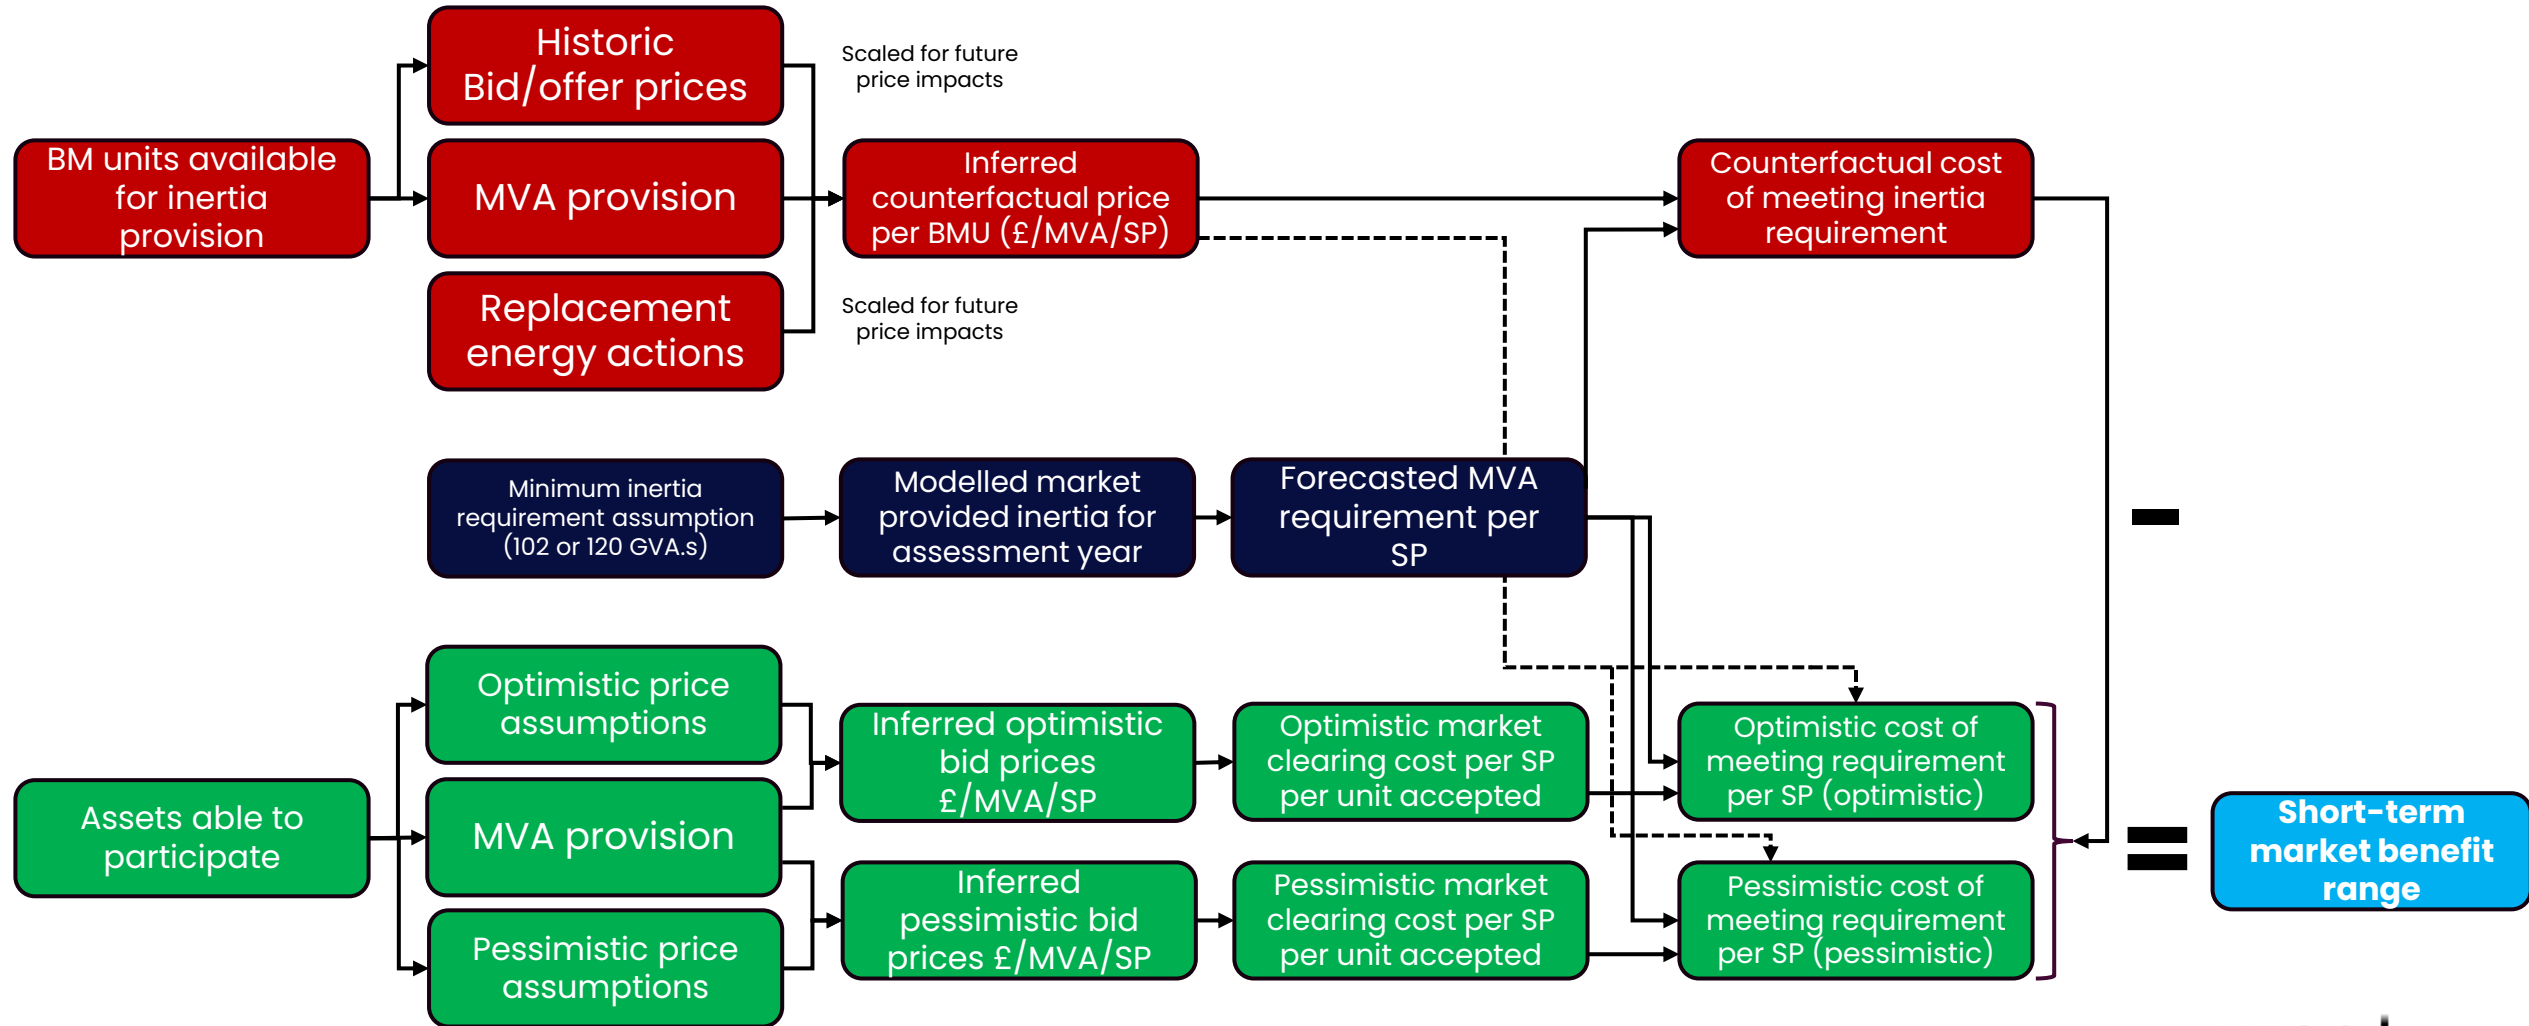 Historic
Bid/offer prices
Scaled for future
price impacts
BM units available
for inertia
provision
MVA provision
Inferred
counterfactual price
per BMU (£/MVA/SP)
Counterfactual cost
of meeting inertia
requirement
Replacement
energy actions
Scaled for future
price impacts
Minimum inertia
requirement assumption
(102 or 120 GVA.s)
Modelled market
provided inertia for
assessment year
Forecasted MVA
requirement per
SP
-
Optimistic price
assumptions
Inferred optimistic
bid prices
£/MVA/SP
Optimistic market
clearing cost per SP
per unit accepted
Optimistic cost of
meeting requirement
per SP (optimistic)
Assets able to
participate
MVA provision
=
Short-term
market benefit
range
Pessimistic price
assumptions
Inferred
pessimistic bid
prices £/MVA/SP
Pessimistic market
clearing cost per SP
per unit accepted
Pessimistic cost of
meeting requirement
per SP (pessimistic)